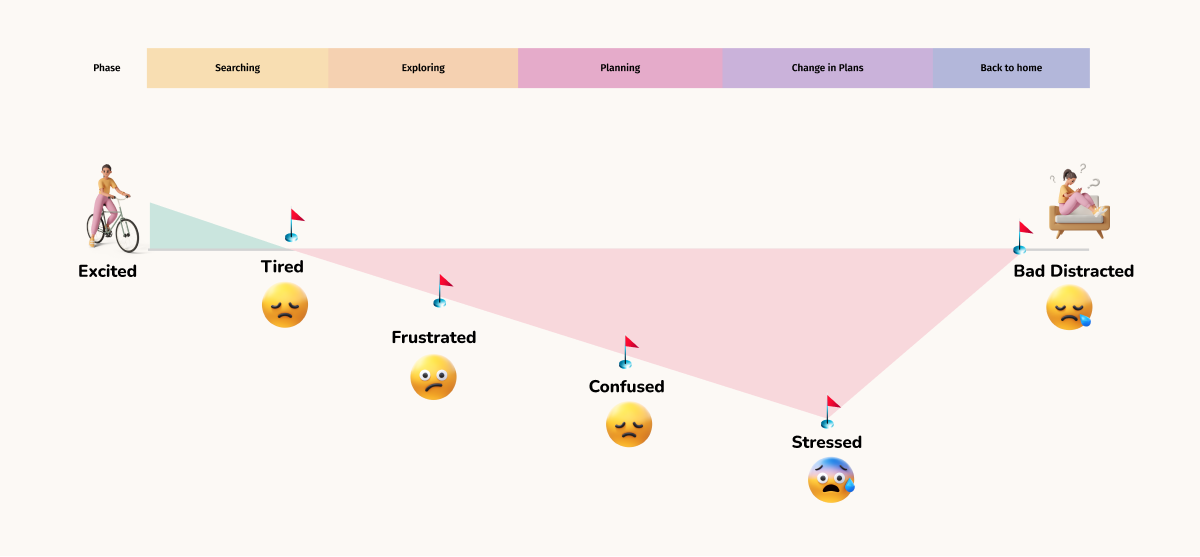 Phase
Searching
Exploring
Planning
Change in Plans
Back to home
Excited
Tired
Bad Distracted
Frustrated
Confused
Stressed